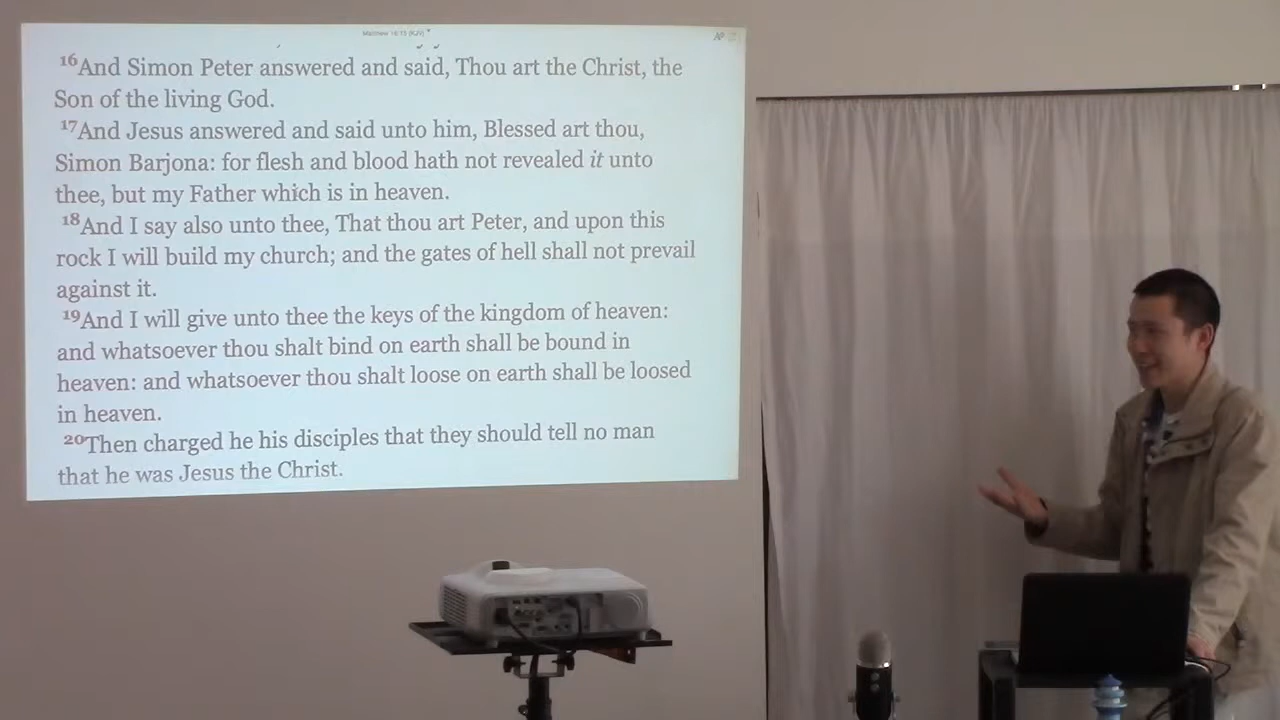 Matthew 16:13 (KJV)
16And Simon Peter answered and said, Thou art the Christ, the
Son of the living God.
17And Jesus answered and said unto him, Blessed art thou,
Simon Barjona: for flesh and blood hath not revealed it unto
thee, but my Father which is in heaven.
18And I say also unto thee, That thou art Peter, and upon this
rock I will build my church; and the gates of hell shall not prevail
against it.
19And I will give unto thee the keys of the kingdom of heaven:
and whatsoever thou shalt bind on earth shall be bound in
heaven: and whatsoever thou shalt loose on earth shall be loosed
in heaven.
20Then charged he his disciples that they should tell no man
that he was Jesus the Christ.